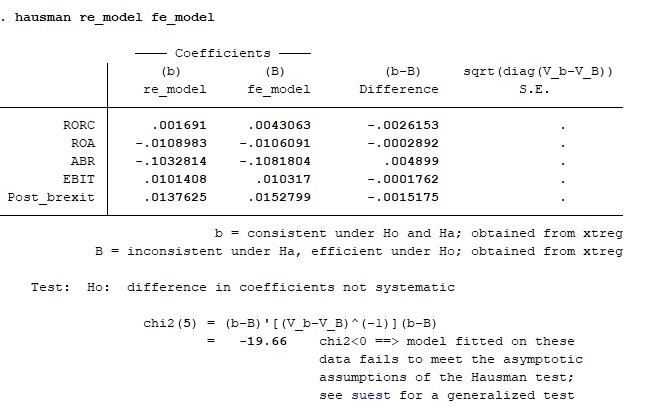 . hausman re_model fe_model
Coefficients
(b) (B) (b-B) sqrt(diag(V_b-V_B))
re_model fe_model Difference S.E.
RORC .001691 .0043063 -.0026153 .
ROA -.0108983 -.0106091 -.0002892 .
ABR -.1032814 -.1081804 .004899 .
EBIT .0101408 .010317 -.0001762 .
Post_brexit .0137625 .0152799 -.0015175 .
b = consistent under Ho and Ha; obtained from xtreg
B = inconsistent under Ha, efficient under Ho; obtained from xtreg
Test: Ho: difference in coefficients not systematic
chi2(5) = (b-B)'[(V_b-V_B)^(-1)](b-B)
= -19.66 chi2<0 ==> model fitted on these
data fails to meet the asymptotic
assumptions of the Hausman test;
see suest for a generalized test